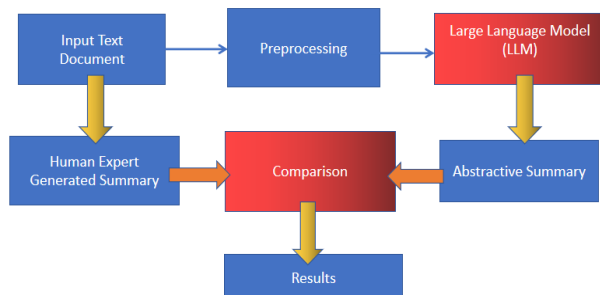 Input Text
Document
Preprocessing
Large Language Model
(LLM)
Human Expert
Generated Summary
Comparison
Abstractive Summary
Results